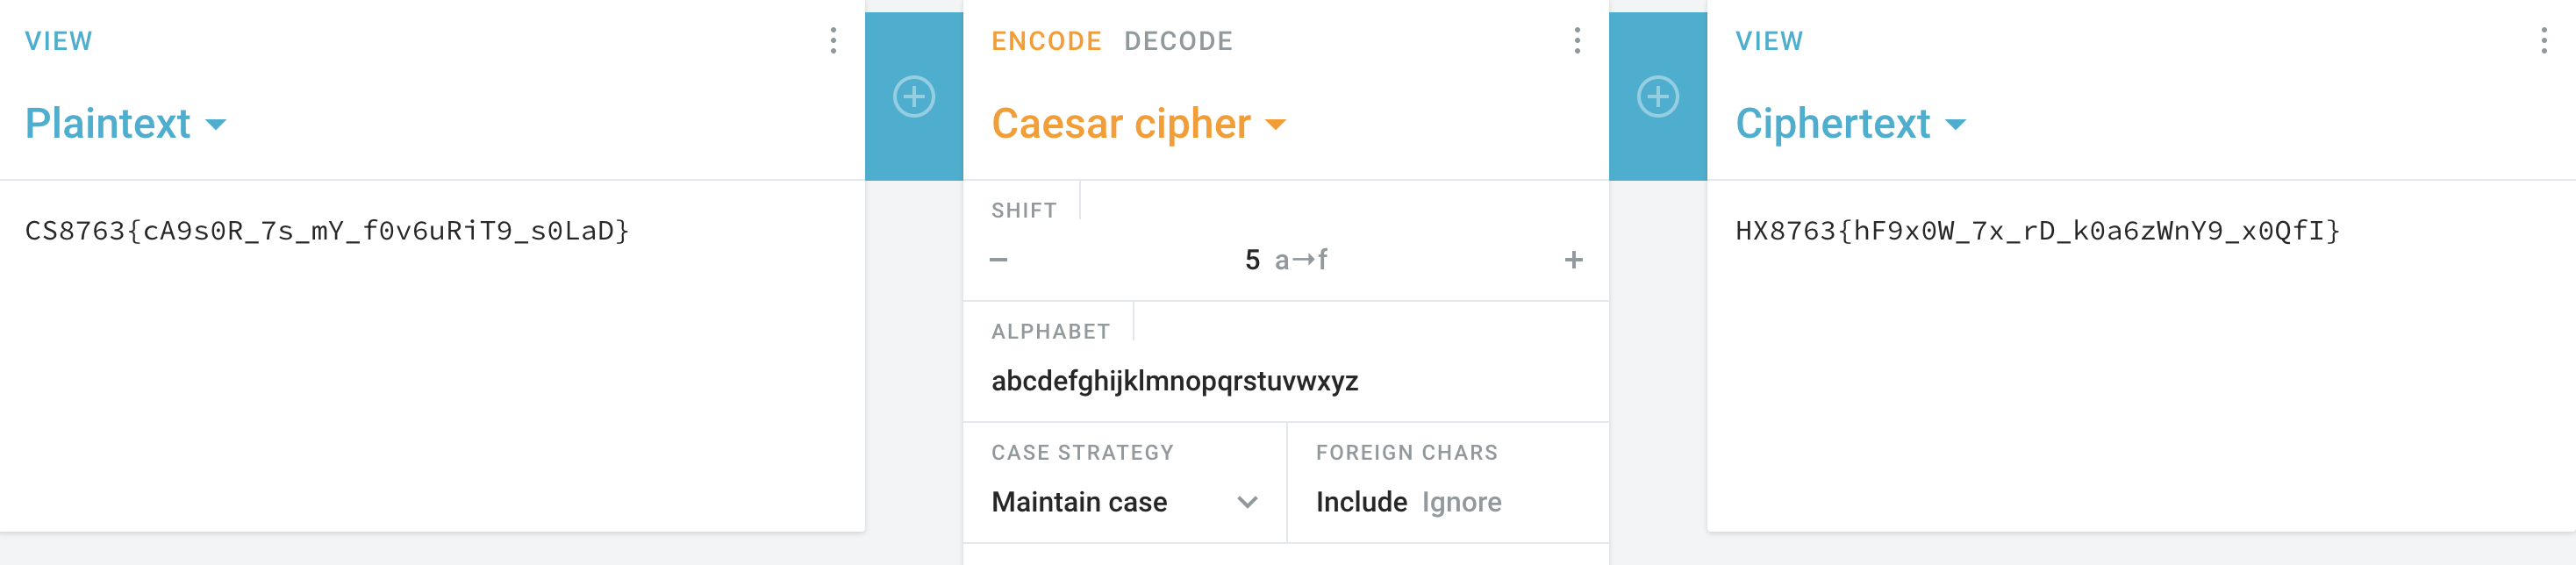 VIEW
Plaintext
CS8763{cA9s0R_7s_mY_f0v6uRiT9_s0LaD}
ENCODE DECODE
Caesar cipher
SHIFT
− 5 a→f +
ALPHABET
abcdefghijklmnopqrstuvwxyz
CASE STRATEGY
Maintain case
FOREIGN CHARS
Include Ignore
VIEW
Ciphertext
HX8763{hF9x0W_7x_rD_k0a6zWnY9_x0QfI}